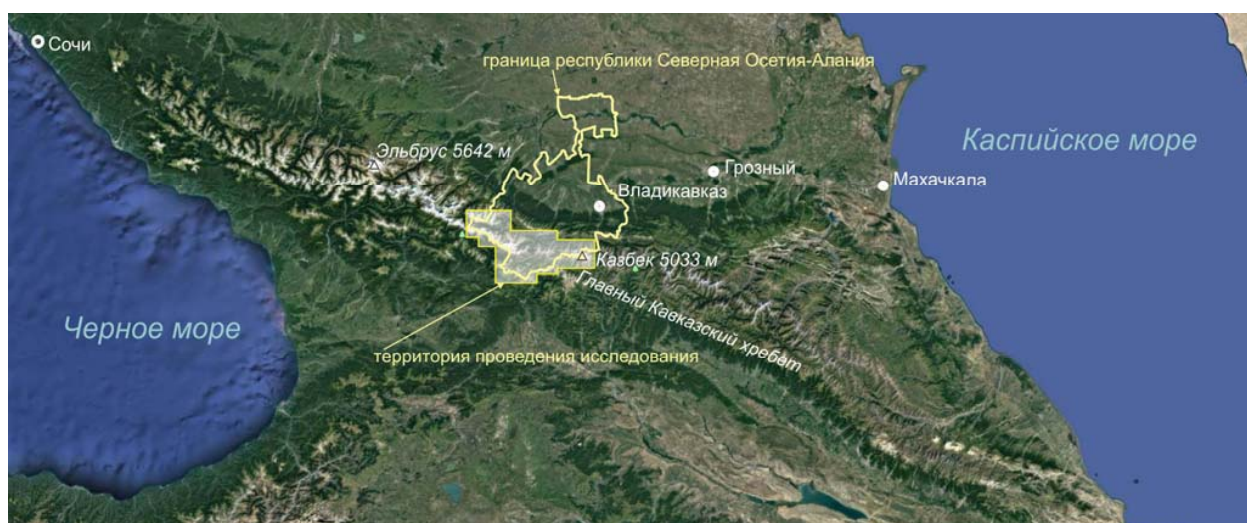 Сочи
граница республики Северная Осетия-Алания
Каспийское море
Эльбрус 5642 м
Грозный
Махачкала
Владикавказ
Казбек 5033 м
Главный Кавказский хребет
Черное море
территория проведения исследования